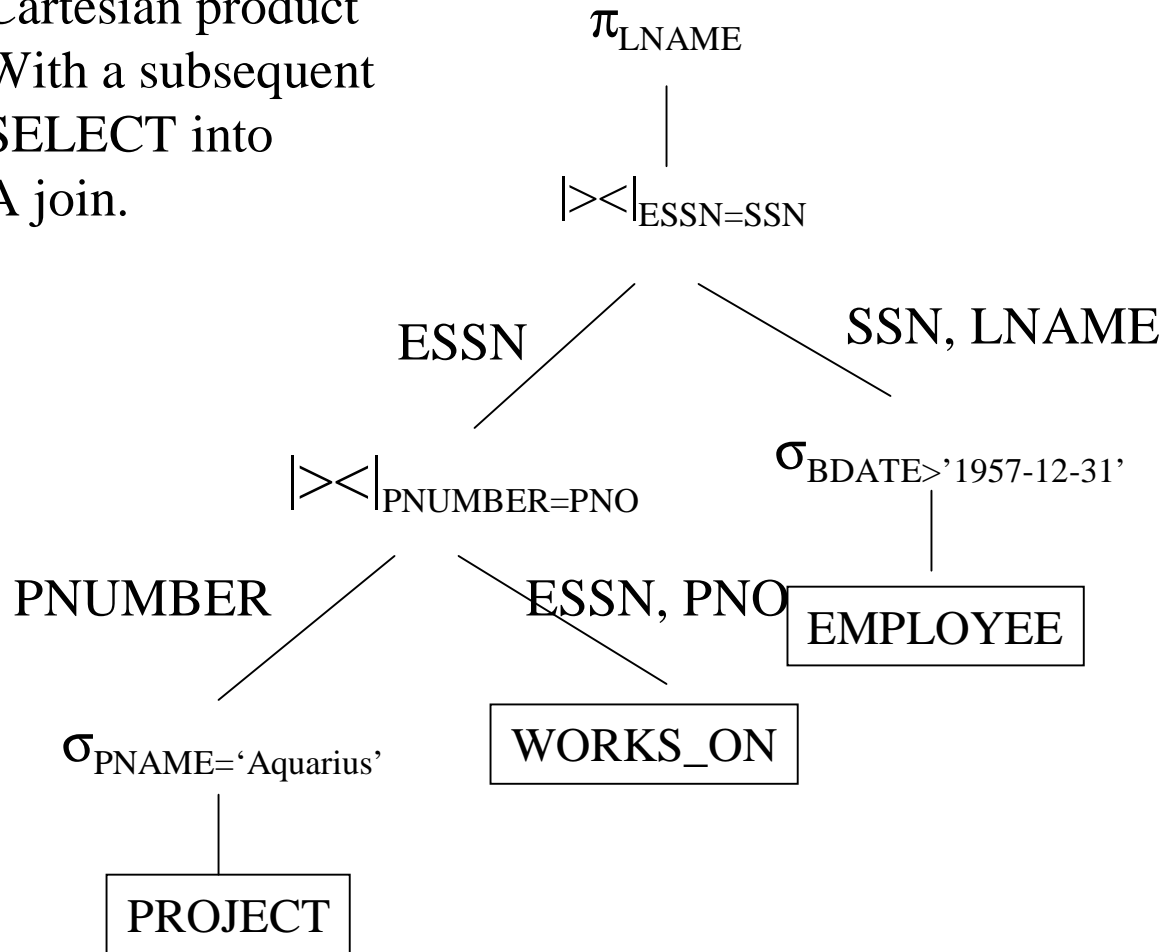 Cartesian product
With a subsequent
SELECT into
A join.
πLNAME
|><|ESSN=SSN
ESSN
SSN, LNAME
|><|PNUMBER=PNO
σBDATE>’1957-12-31’
PNUMBER
ESSN, PNO
EMPLOYEE
σPNAME=‘Aquarius’
WORKS_ON
PROJECT